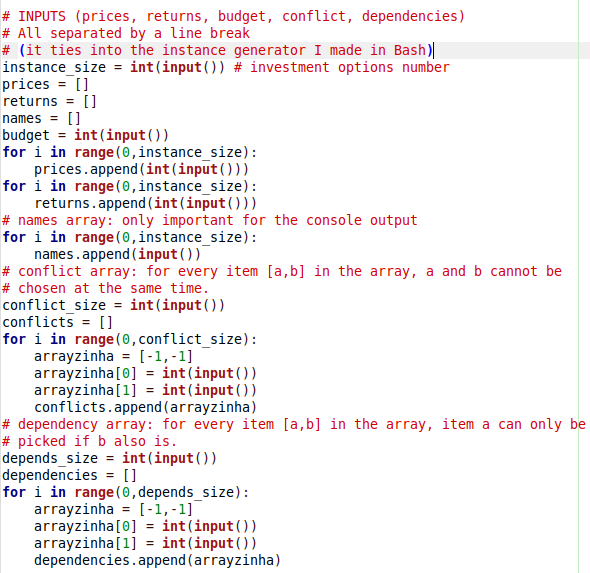 # INPUTS (prices, returns, budget, conflict, dependencies)
# All separated by a line break
# (it ties into the instance generator I made in Bash)
instance_size = int(input()) # investment options number
prices = []
returns = []
names = []
budget = int(input())
for i in range(0,instance_size):
    prices.append(int(input()))
for i in range(0,instance_size):
    returns.append(int(input()))
# names array: only important for the console output
for i in range(0,instance_size):
    names.append(input())
# conflict array: for every item [a,b] in the array, a and b cannot be
# chosen at the same time.
conflict_size = int(input())
conflicts = []
for i in range(0,conflict_size):
    arrayzinha = [-1,-1]
    arrayzinha[0] = int(input())
    arrayzinha[1] = int(input())
    conflicts.append(arrayzinha)
# dependency array: for every item [a,b] in the array, item a can only be
# picked if b also is.
depends_size = int(input())
dependencies = []
for i in range(0,depends_size):
    arrayzinha = [-1,-1]
    arrayzinha[0] = int(input())
    arrayzinha[1] = int(input())
    dependencies.append(arrayzinha)